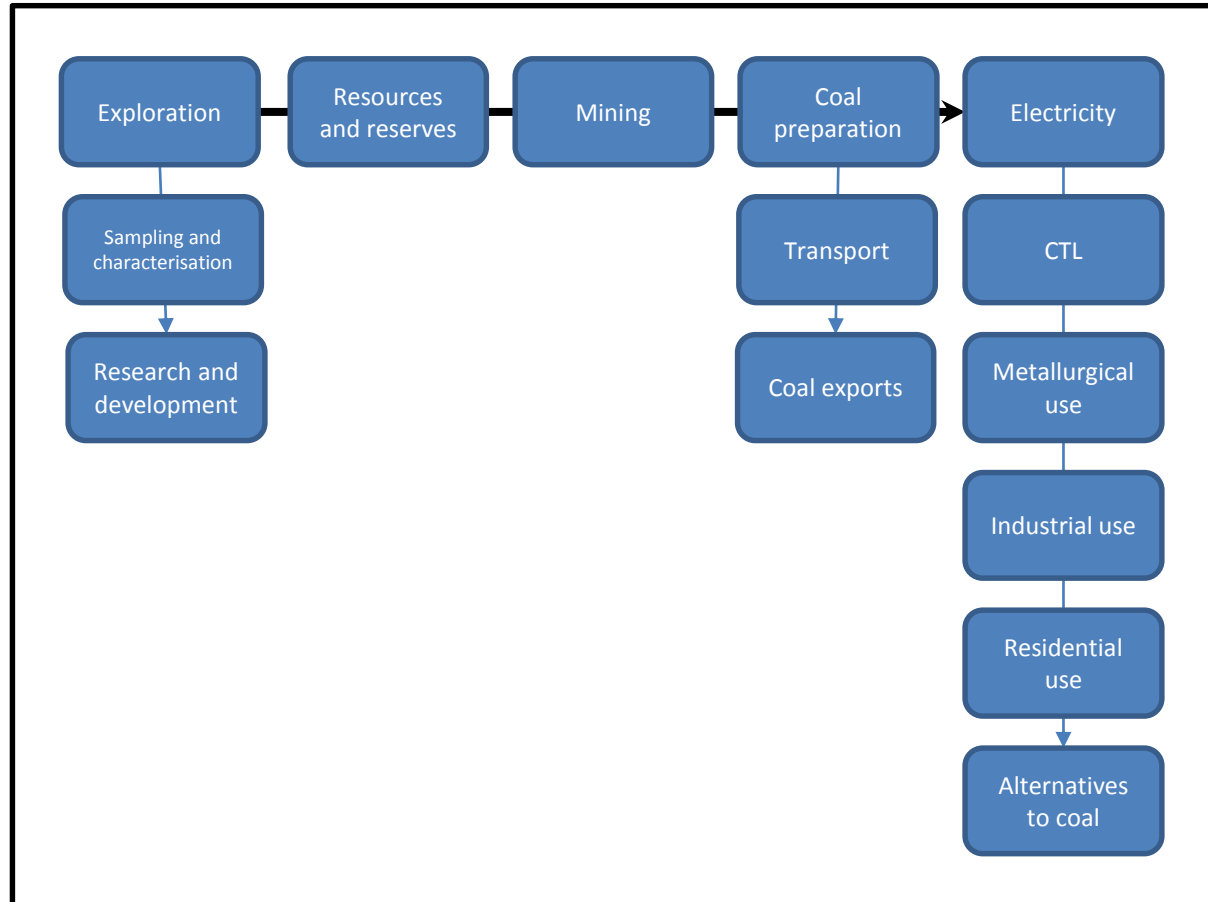 Exploration
Resources
and reserves
Mining
Coal
preparation
Electricity
Sampling and
characterisation
Transport
CTL
Research and
development
Coal exports
Metallurgical
use
Industrial use
Residential
use
Alternatives
to coal